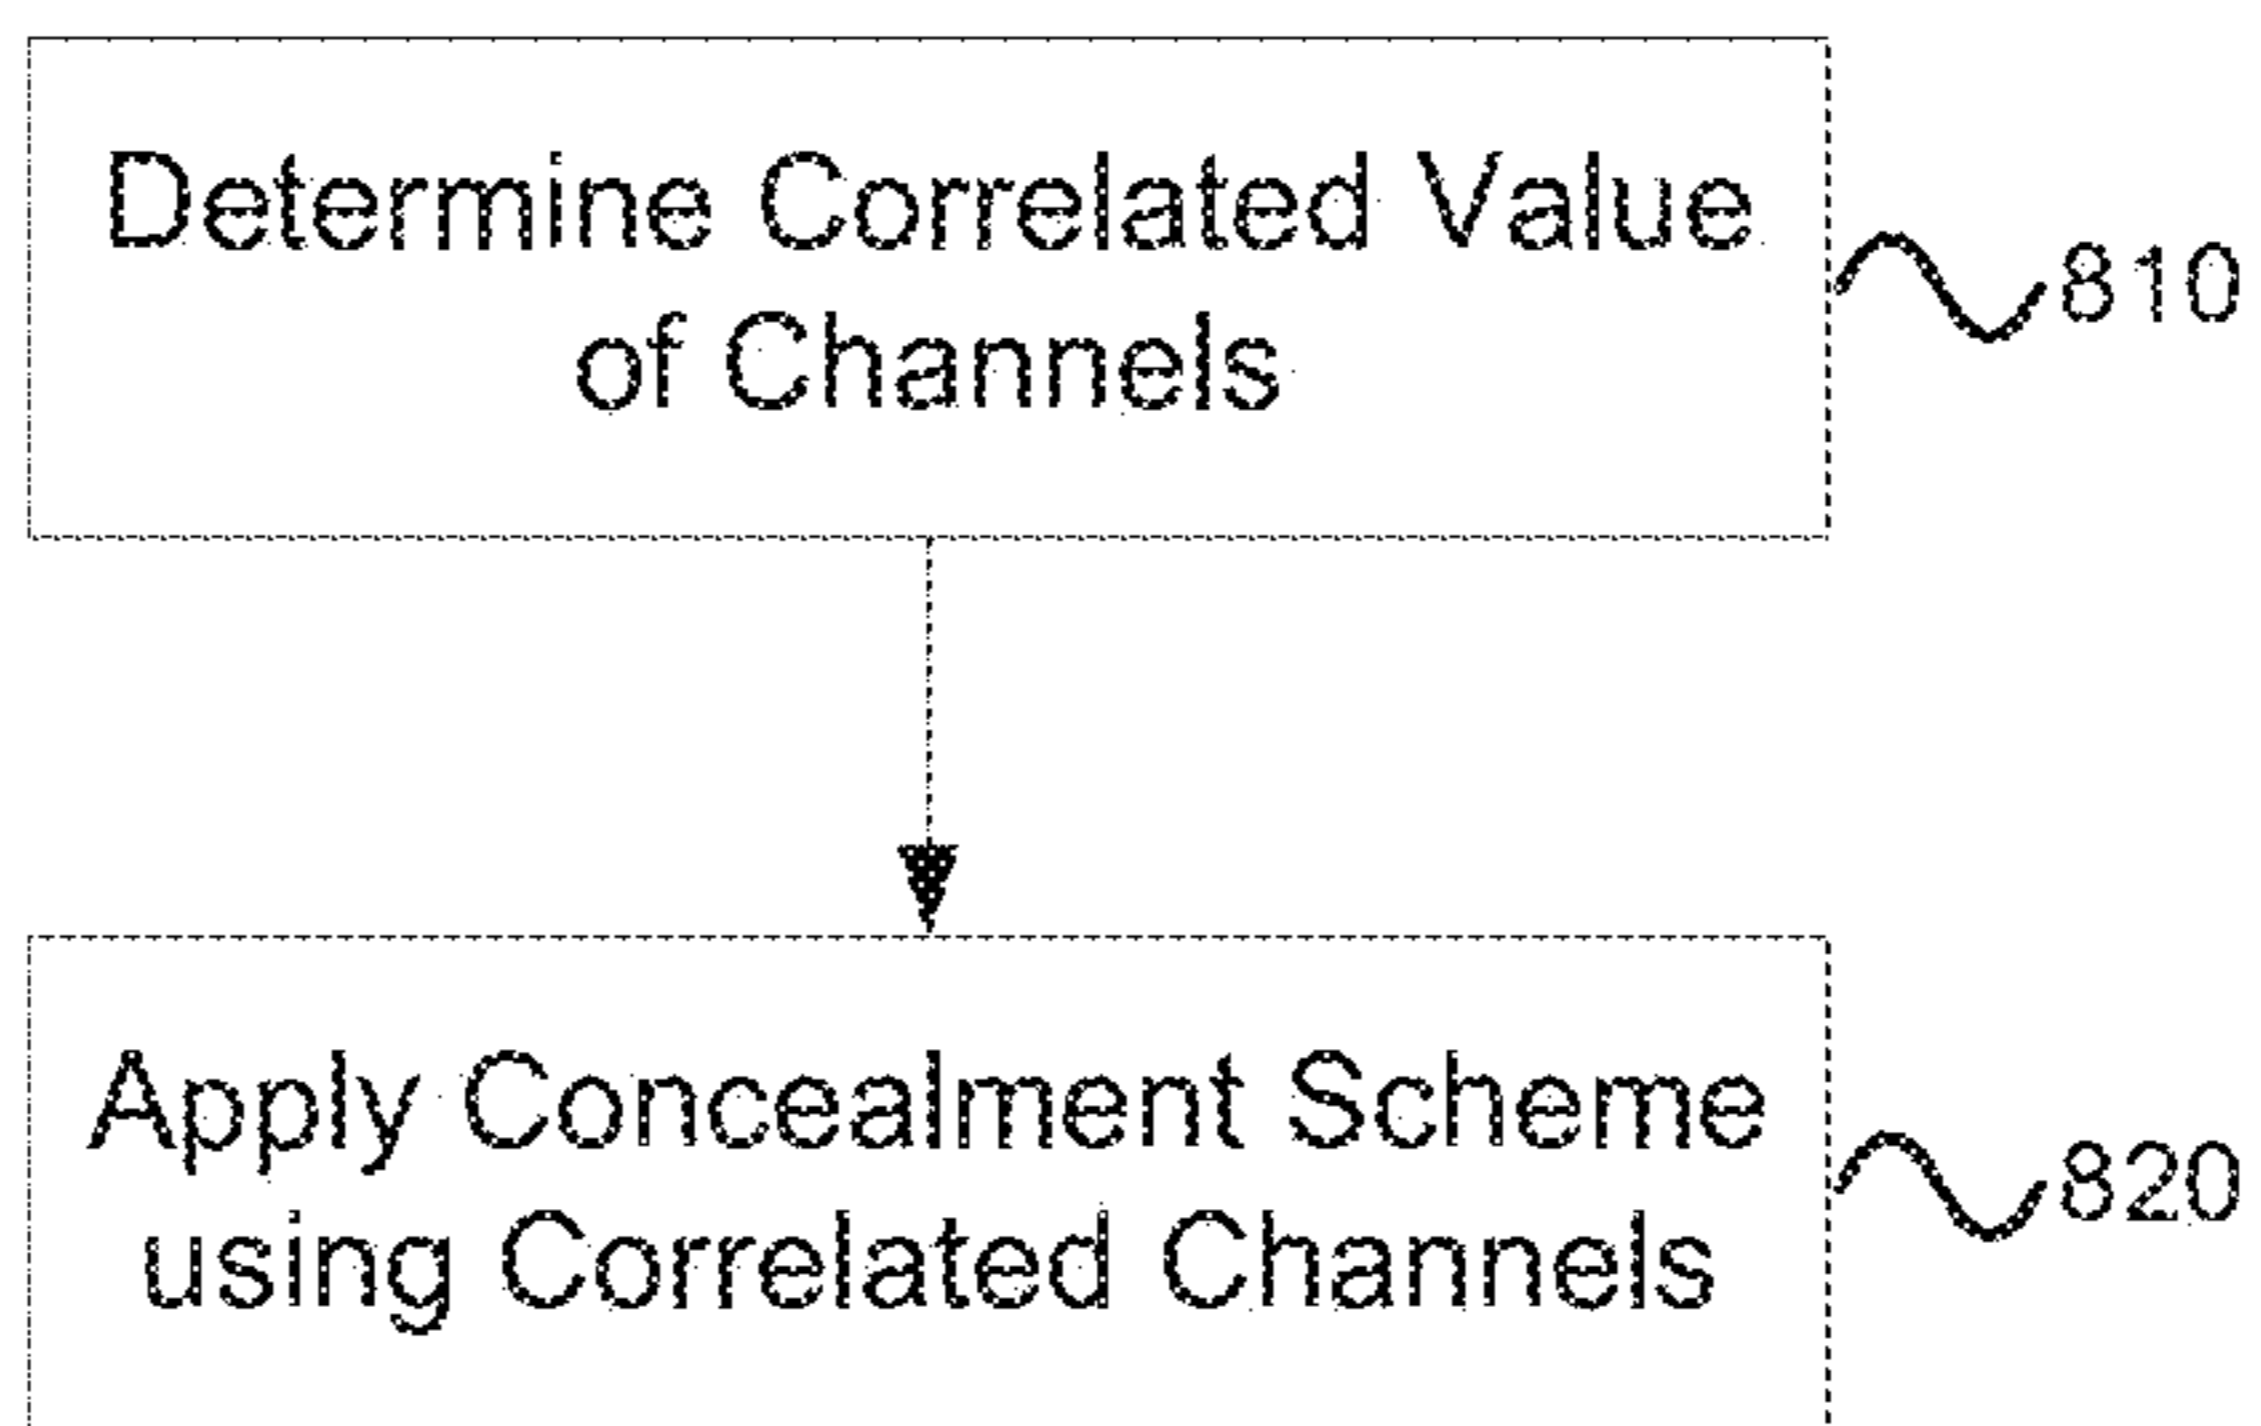 Determine Correlated Value
of Channels
810
Apply Concealment Scheme
using Correlated Channels
820